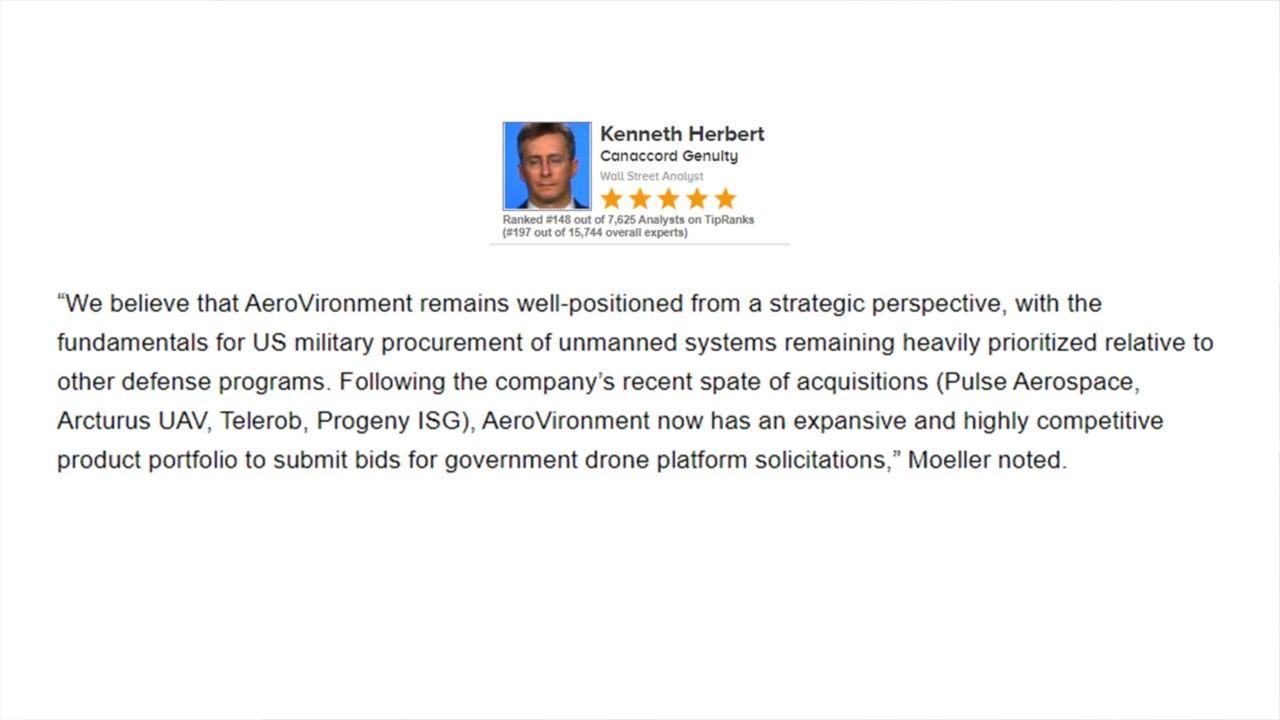 Kenneth Herbert
Canaccord Genuity
Wall Street Analyst
Ranked #148 out of 7,625 Analysts on TipRanks
(#197 out of 15,744 overall experts)
“We believe that AeroVironment remains well-positioned from a strategic perspective, with the
fundamentals for US military procurement of unmanned systems remaining heavily prioritized relative to
other defense programs. Following the company’s recent spate of acquisitions (Pulse Aerospace,
Arcturus UAV, Telerob, Progeny ISG), AeroVironment now has an expansive and highly competitive
product portfolio to submit bids for government drone platform solicitations,” Moeller noted.